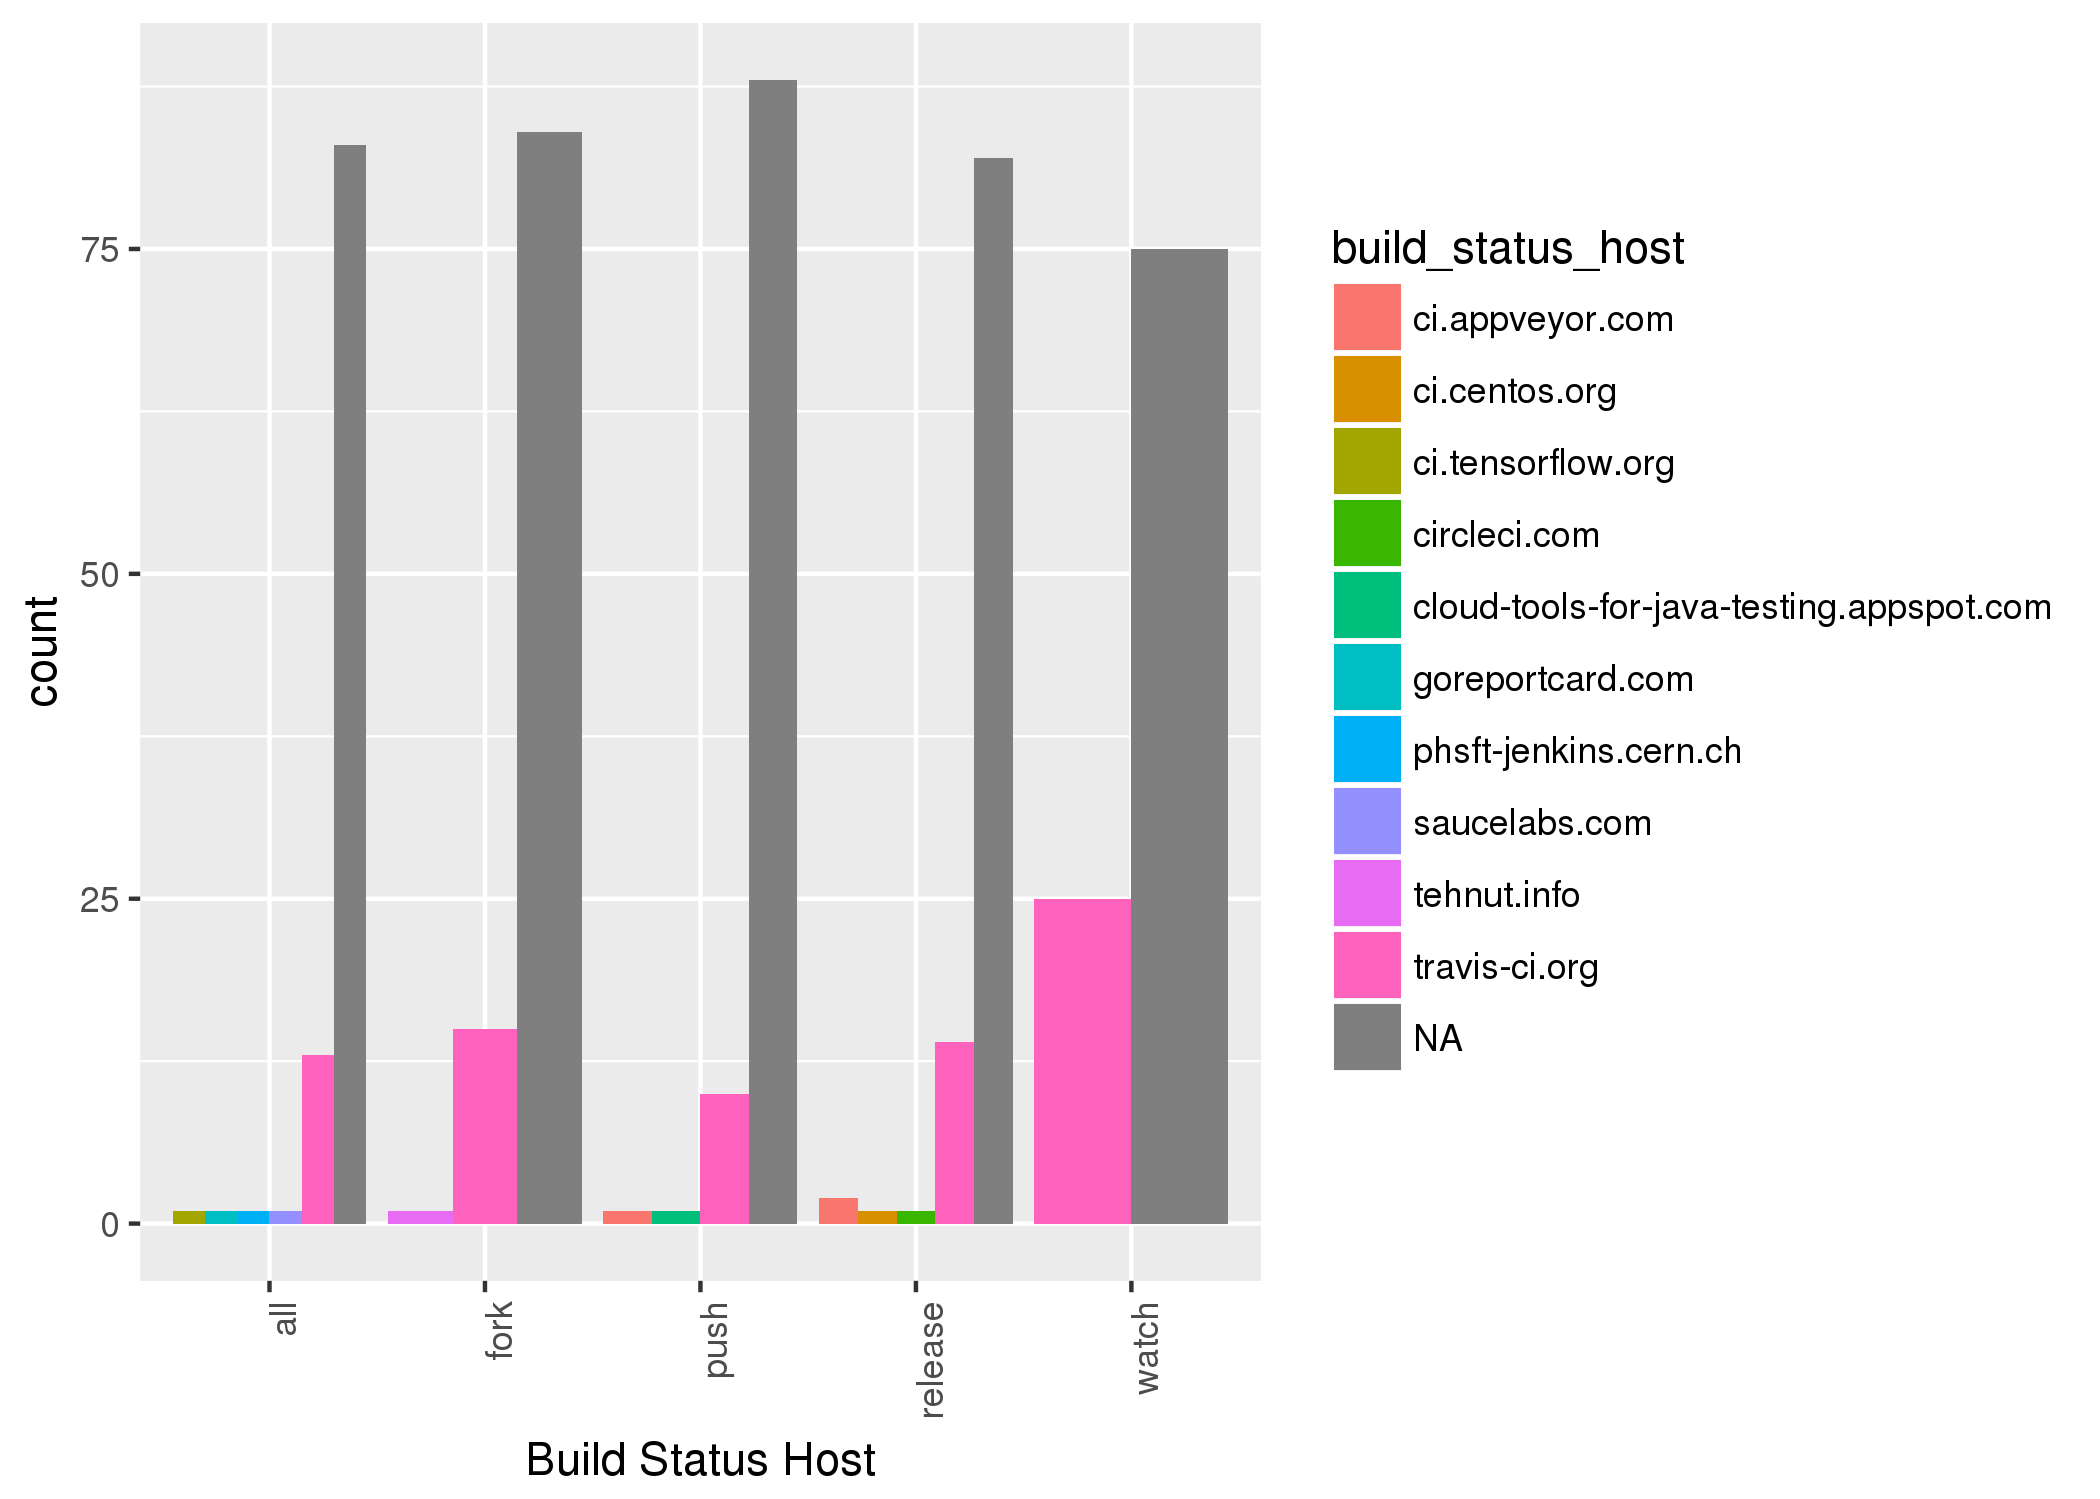 75
50
25
0
count
all
fork
push
release
watch
Build Status Host
build_status_host
ci.appveyor.com
ci.centos.org
ci.tensorflow.org
circleci.com
cloud-tools-for-java-testing.appspot.com
goreportcard.com
phsft-jenkins.cern.ch
saucelabs.com
tehnut.info
travis-ci.org
NA